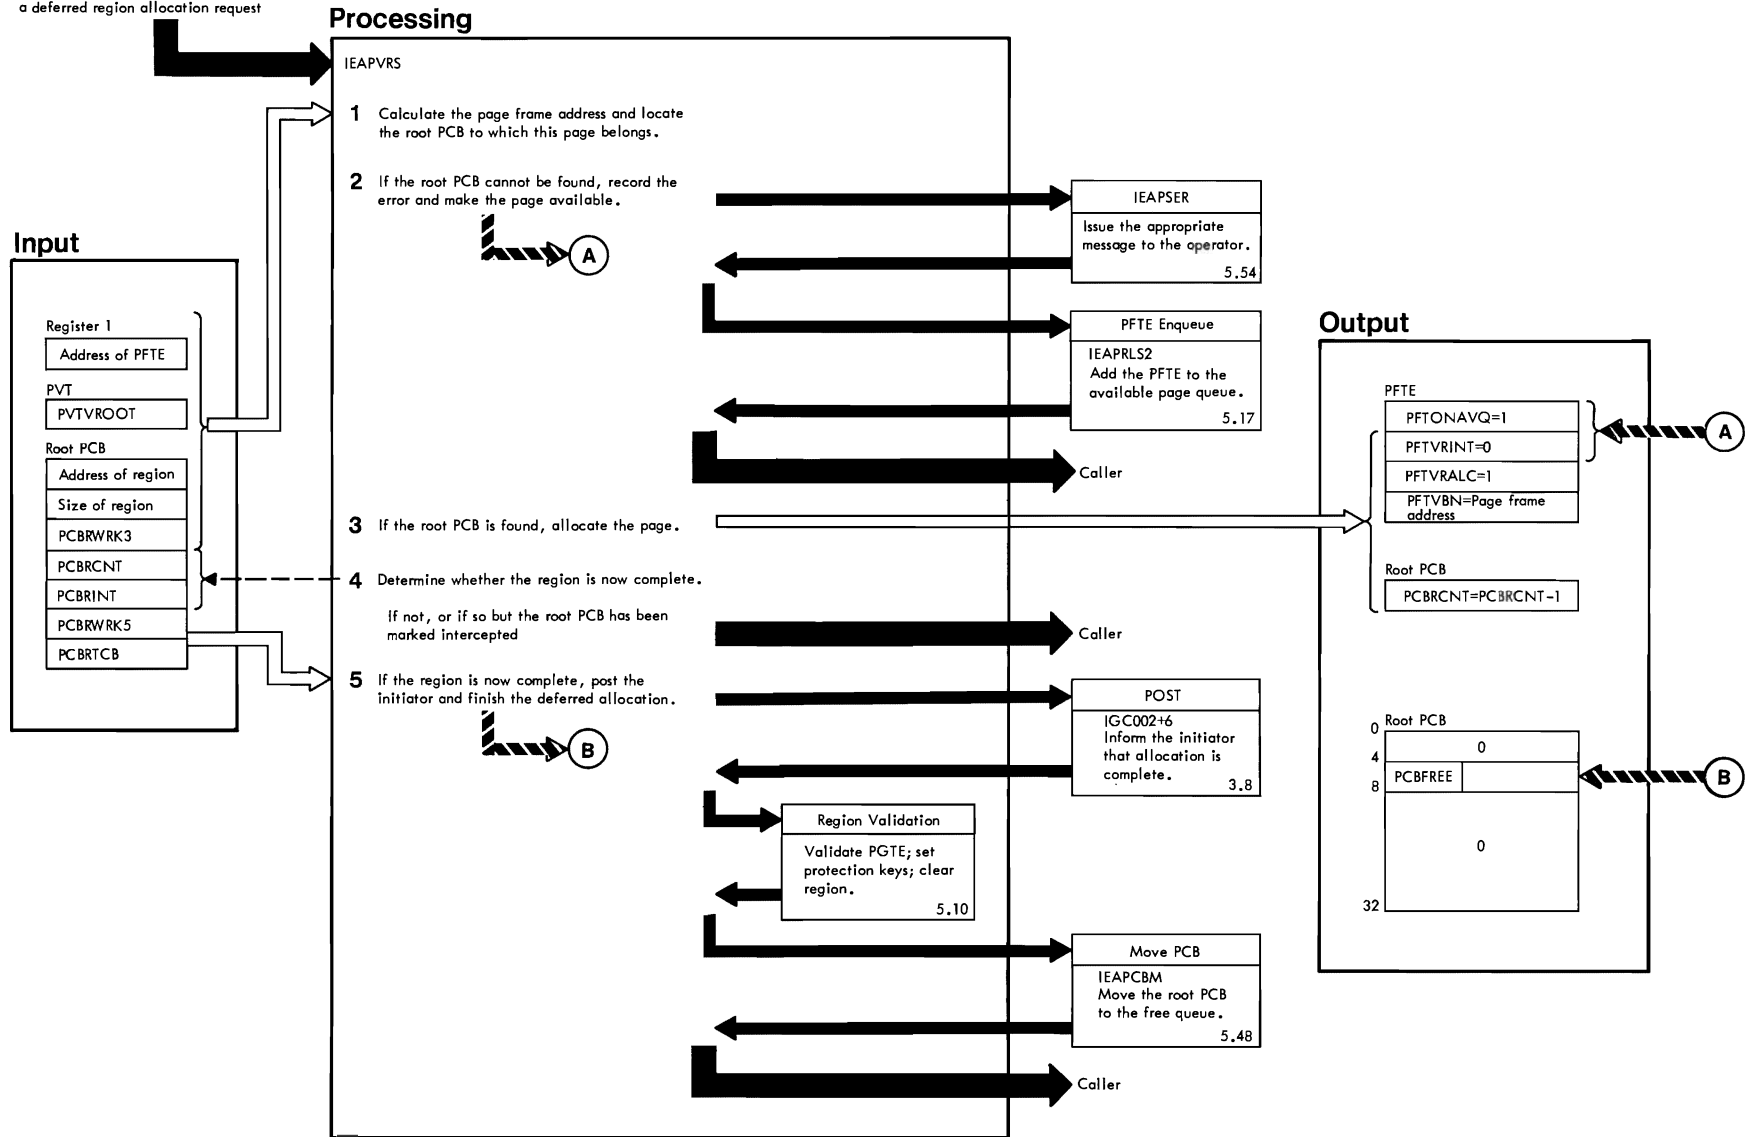 a deferred region allocation request
Processing
IEAPVRS
1 Calculate the page frame address and locate
the root PCB to which this page belongs.
2 If the root PCB cannot be found, record the
error and make the page available.
A
IEAPSER
Issue the appropriate
message to the operator.
5.54
PFTE Enqueue
IEAPRLS2
Add the PFTE to the
available page queue.
5.17
Caller
Input
Register 1
Address of PFTE
PVT
PVTVROOT
Root PCB
Address of region
Size of region
PCBRWRK3
PCBRCNT
PCBRINT
PCBRWRK5
PCBRTCB
3 If the root PCB is found, allocate the page.
4 Determine whether the region is now complete.
If not, or if so but the root PCB has been
marked intercepted
Caller
5 If the region is now complete, post the
initiator and finish the deferred allocation.
B
POST
IGC002+6
Inform the initiator
that allocation is
complete.
3.8
Region Validation
Validate PGTE; set
protection keys; clear
region.
5.10
Move PCB
IEAPCBM
Move the root PCB
to the free queue.
5.48
Caller
Output
PFTE
PFTONAVQ=1
PFTVRINT=0
PFTVRALC=1
PFTVBN=Page frame
address
A
Root PCB
PCBRCNT=PCBRCNT-1
Root PCB
0
0
4
PCBFREE
8
B
0
32